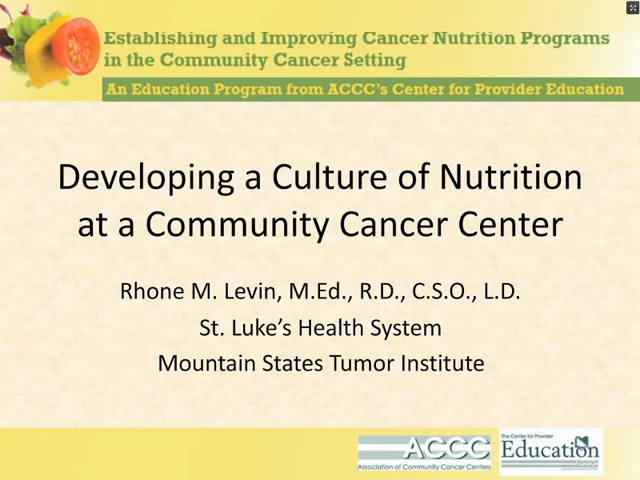 Establishing and Improving Cancer Nutrition Programs
in the Community Cancer Setting
An Education Program from ACCC's Center for Provider Education
Developing a Culture of Nutrition
at a Community Cancer Center
Rhone M. Levin, M.Ed., R.D., C.S.O., L.D.
St. Luke's Health System
Mountain States Tumor Institute
ACCC
Association of Community Cancer Centers
The Center for Provider
Education